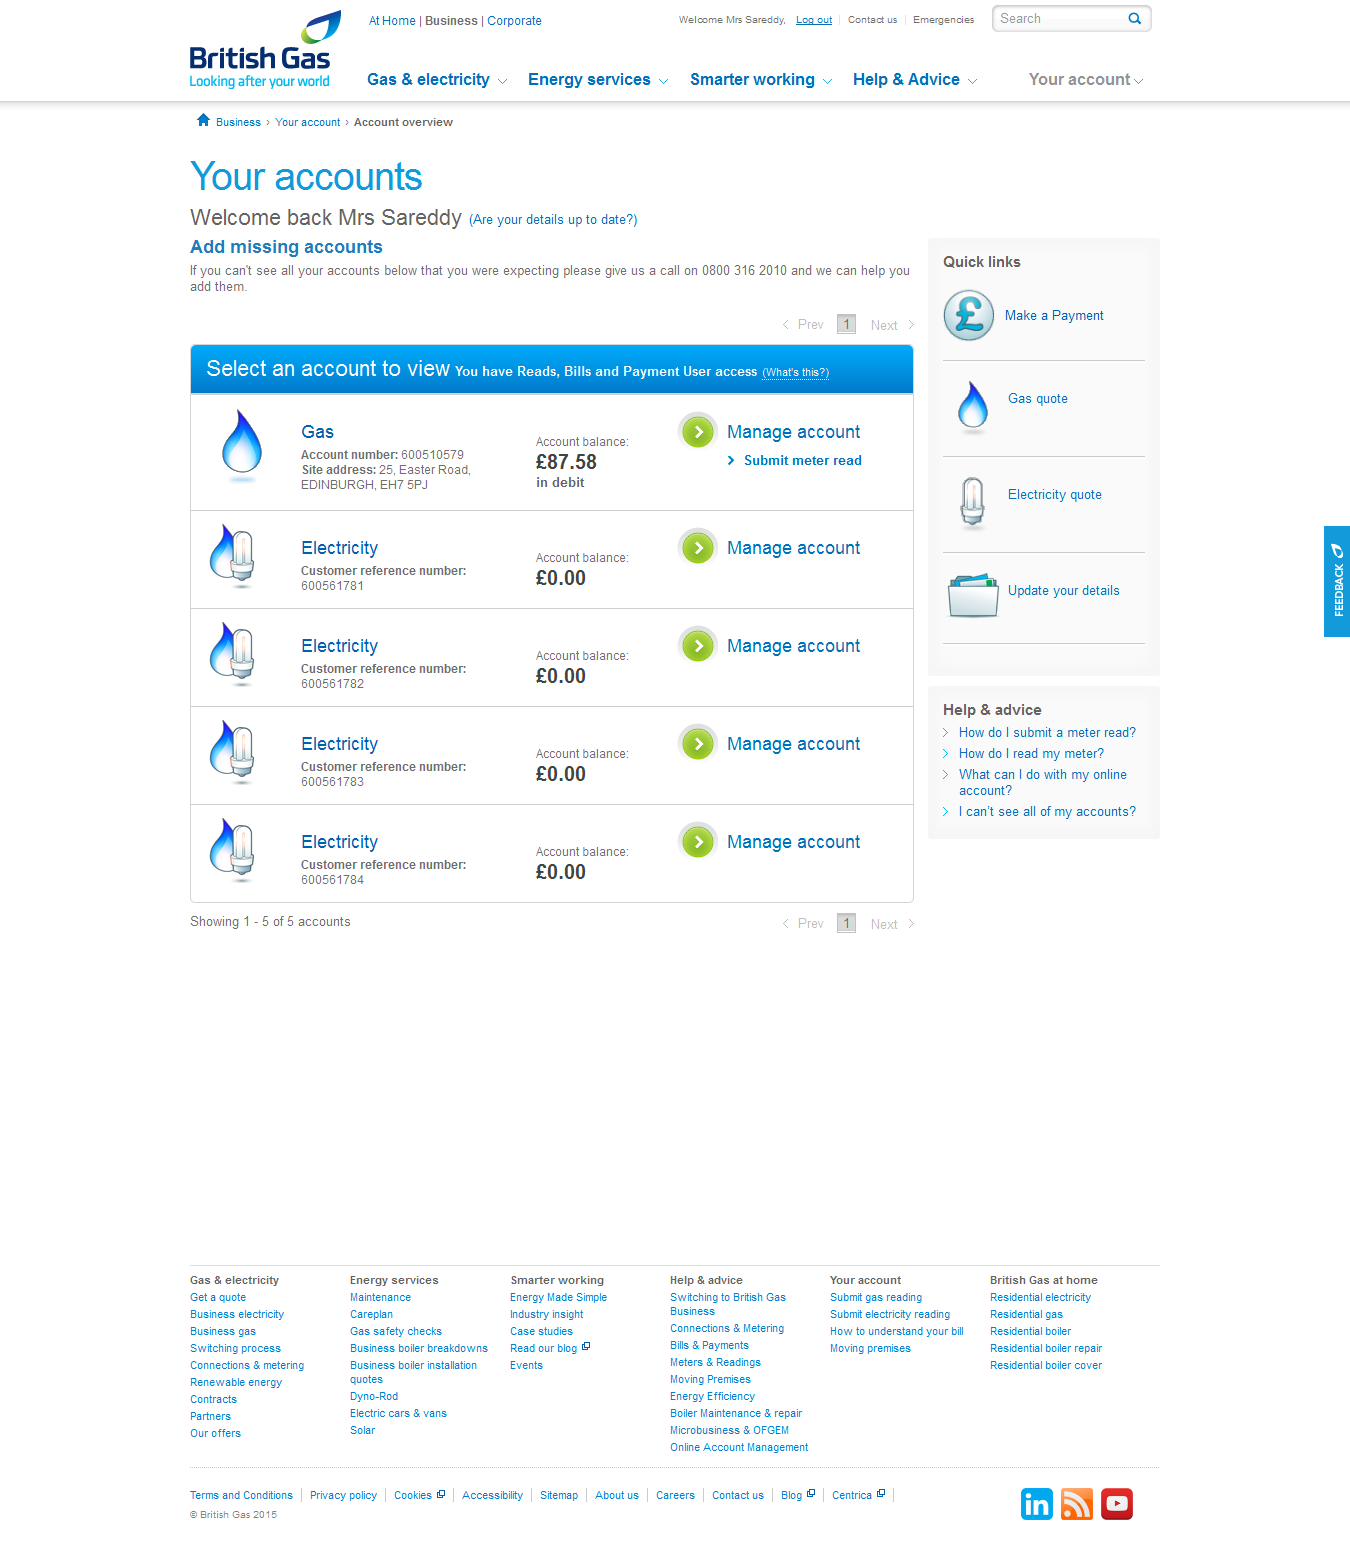 British Gas
Looking after your world
At Home | Business | Corporate
Welcome Mrs Sareddy, Log out Contact us Emergencies
Search
Gas & electricity Energy services Smarter working Help & Advice Your account
Business › Your account › Account overview
Your accounts
Welcome back Mrs Sareddy (Are your details up to date?)
Add missing accounts
If you can't see all your accounts below that you were expecting please give us a call on 0800 316 2010 and we can help you
add them.
Prev 1 Next
Select an account to view You have Reads, Bills and Payment User access (What's this?)
Gas
Account number: 600510579
Site address: 25, Easter Road,
EDINBURGH, EH7 5PJ
Account balance:
£87.58
in debit
Manage account
Submit meter read
Electricity
Customer reference number:
600561781
Account balance:
£0.00
Manage account
Electricity
Customer reference number:
600561782
Account balance:
£0.00
Manage account
Electricity
Customer reference number:
600561783
Account balance:
£0.00
Manage account
Electricity
Customer reference number:
600561784
Account balance:
£0.00
Manage account
Showing 1 - 5 of 5 accounts
Prev 1 Next
Quick links
Make a Payment
Gas quote
Electricity quote
Update your details
Help & advice
How do I submit a meter read?
How do I read my meter?
What can I do with my online
account?
I can't see all of my accounts?
FEEDBACK
Gas & electricity
Get a quote
Business electricity
Business gas
Switching process
Connections & metering
Renewable energy
Contracts
Partners
Our offers
Energy services
Maintenance
Careplan
Gas safety checks
Business boiler breakdowns
Business boiler installation
quotes
Dyno-Rod
Electric cars & vans
Solar
Smarter working
Energy Made Simple
Industry insight
Case studies
Read our blog
Events
Help & advice
Switching to British Gas
Business
Connections & Metering
Bills & Payments
Meters & Readings
Moving Premises
Energy Efficiency
Boiler Maintenance & repair
Microbusiness & OFGEM
Online Account Management
Your account
Submit gas reading
Submit electricity reading
How to understand your bill
Moving premises
British Gas at home
Residential electricity
Residential gas
Residential boiler
Residential boiler repair
Residential boiler cover
Terms and Conditions Privacy policy Cookies Accessibility Sitemap About us Careers Contact us Blog Centrica
© British Gas 2015
in